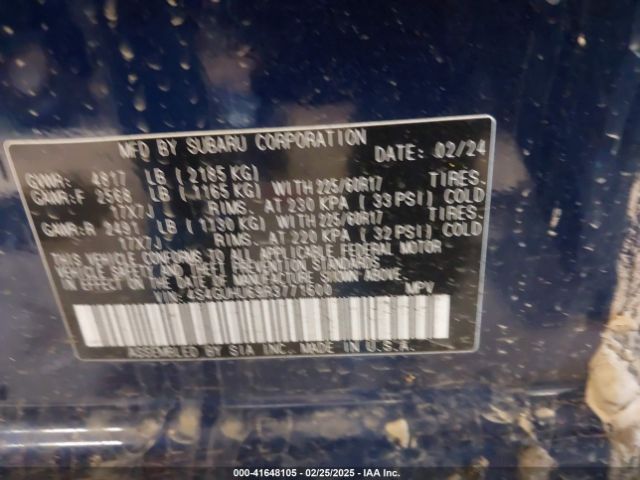 MFD BY SUBARU CORPORATION DATE: 02/24
GVWR: 4817 LB (2185 KG)
GAWR:F 2568 LB (1165 KG) WITH 225/60R17 TIRES,
17X7J RIMS, AT 230 KPA (33 PSI) COLD
GAWR:R 2491 LB (1130 KG) WITH 225/60R17 TIRES,
17X7J RIMS, AT 220 KPA (32 PSI) COLD
THIS VEHICLE CONFORMS TO ALL APPLICABLE FEDERAL MOTOR
VEHICLE SAFETY AND THEFT PREVENTION STANDARDS
IN EFFECT ON THE DATE OF MANUFACTURE SHOWN ABOVE.
VIN: MPV
ASSEMBLED BY SIA INC. MADE IN U.S.A.
000-41648105 - 02/25/2025 - IAA Inc.